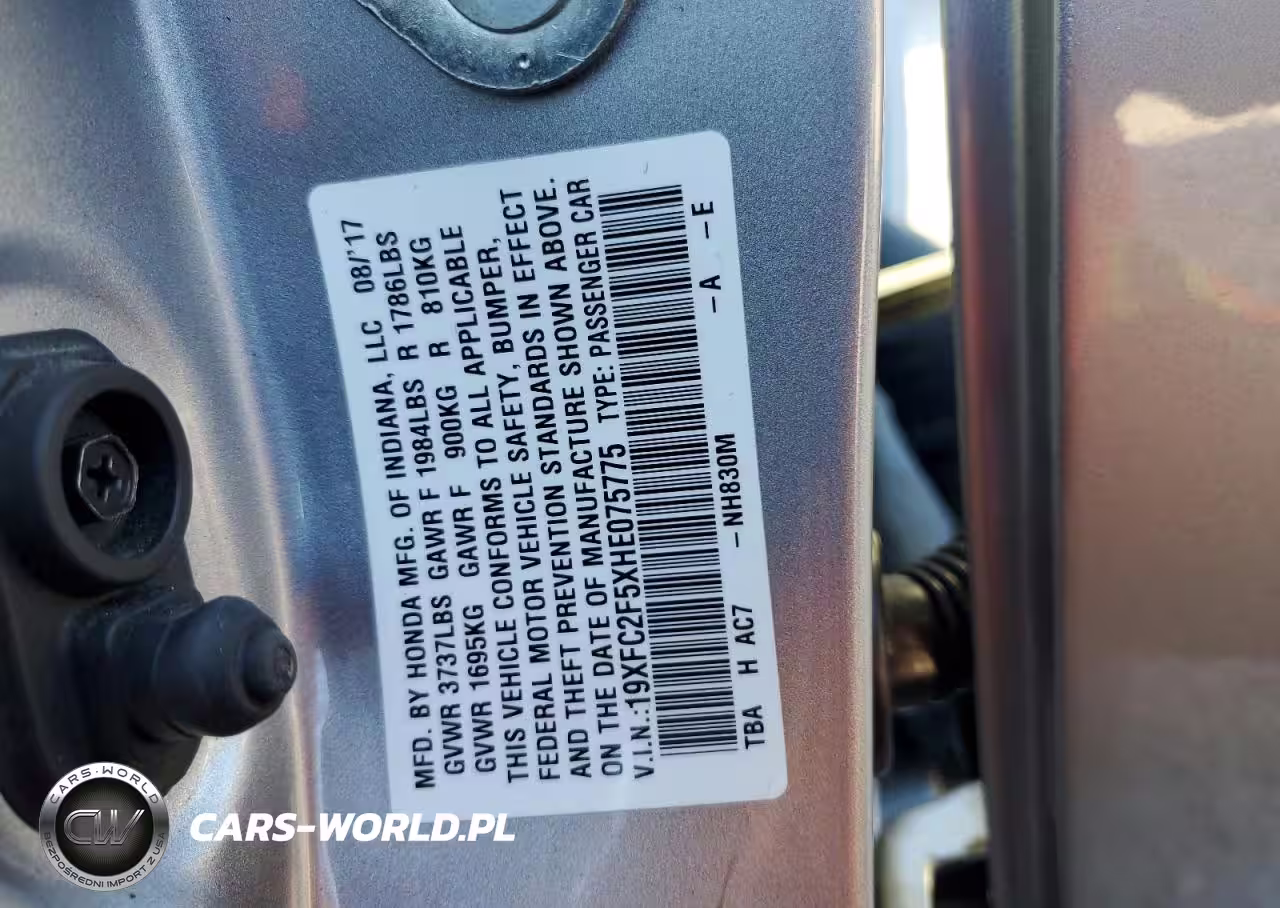 MFD. BY HONDA MFG. OF INDIANA, LLC 08/'17
GVWR 3737LBS GAWR F 1984LBS R 1786LBS
GVWR 1695KG GAWR F 900KG R 810KG
THIS VEHICLE CONFORMS TO ALL APPLICABLE
FEDERAL MOTOR VEHICLE SAFETY, BUMPER,
AND THEFT PREVENTION STANDARDS IN EFFECT
ON THE DATE OF MANUFACTURE SHOWN ABOVE.
V.I.N.:19XFC2F5XHE075775 TYPE: PASSENGER CAR
TBA H AC7 –NH830M –A –E
CARS-WORLD
CW
BEZPOŚREDNI IMPORT Z USA
CARS-WORLD.PL